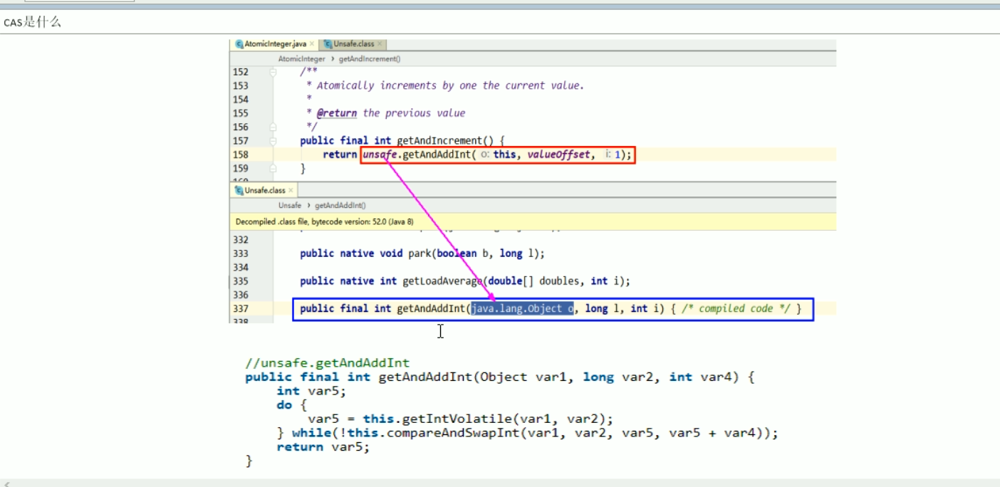 CAS是什么
AtomicInteger.java × Unsafe.class ×
AtomicInteger › getAndIncrement()
152 /**
153 * Atomically increments by one the current value.
154 *
155 * @return the previous value
156 */
157 public final int getAndIncrement() {
158 return unsafe.getAndAddInt( o: this, valueOffset, i: 1);
159 }
Unsafe.class ×
Unsafe › getAndAddInt()
Decompiled .class file, bytecode version: 52.0 (Java 8)
332
333 public native void park(boolean b, long l);
334
335 public native int getLoadAverage(double[] doubles, int i);
336
337 public final int getAndAddInt(java.lang.Object o, long l, int i) { /* compiled code */ }
338
//unsafe.getAndAddInt
public final int getAndAddInt(Object var1, long var2, int var4) {
int var5;
do {
var5 = this.getIntVolatile(var1, var2);
} while(!this.compareAndSwapInt(var1, var2, var5, var5 + var4));
return var5;
}